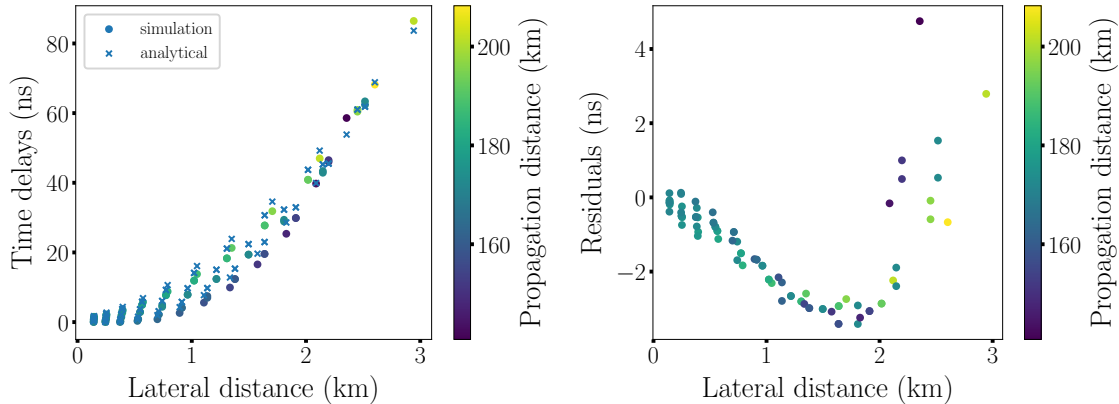 simulation
analytical
Time delays (ns)
80
60
40
20
0
0
1
2
3
Lateral distance (km)
200
180
160
Propagation distance (km)
Residuals (ns)
4
2
0
−2
0
1
2
3
Lateral distance (km)
200
180
160
Propagation distance (km)